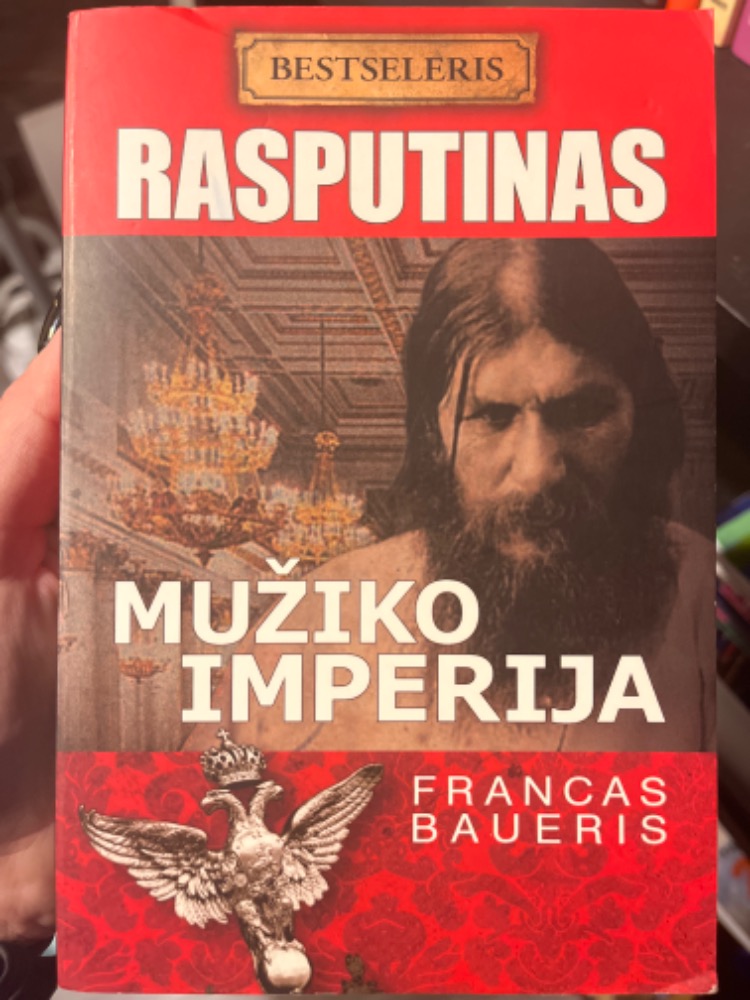 BESTSELERIS
RASPUTINAS
MUŽIKO
IMPERIJA
FRANCAS
BAUERIS